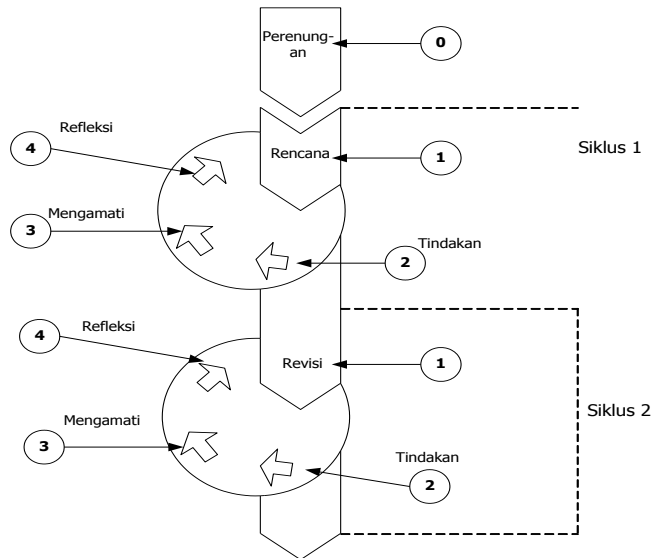 Perenung-
an
0
Refleksi
4
Rencana
1
Siklus 1
Mengamati
3
Tindakan
2
Refleksi
4
Revisi
1
Mengamati
3
Siklus 2
Tindakan
2